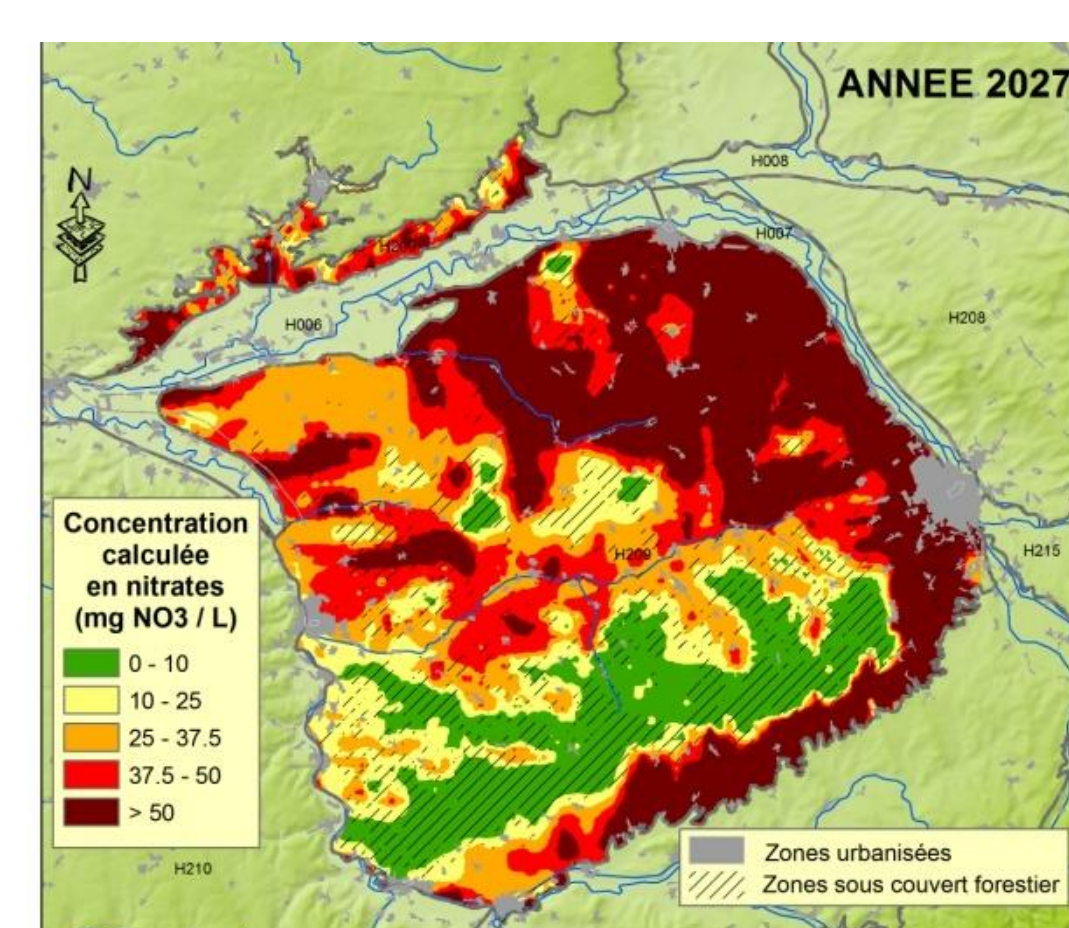 ANNEE 2027
N
H008
H007
H006
H208
H209
H215
H210
Concentration
calculée
en nitrates
(mg NO3 / L)
0 - 10
10 - 25
25 - 37.5
37.5 - 50
> 50
Zones urbanisées
Zones sous couvert forestier